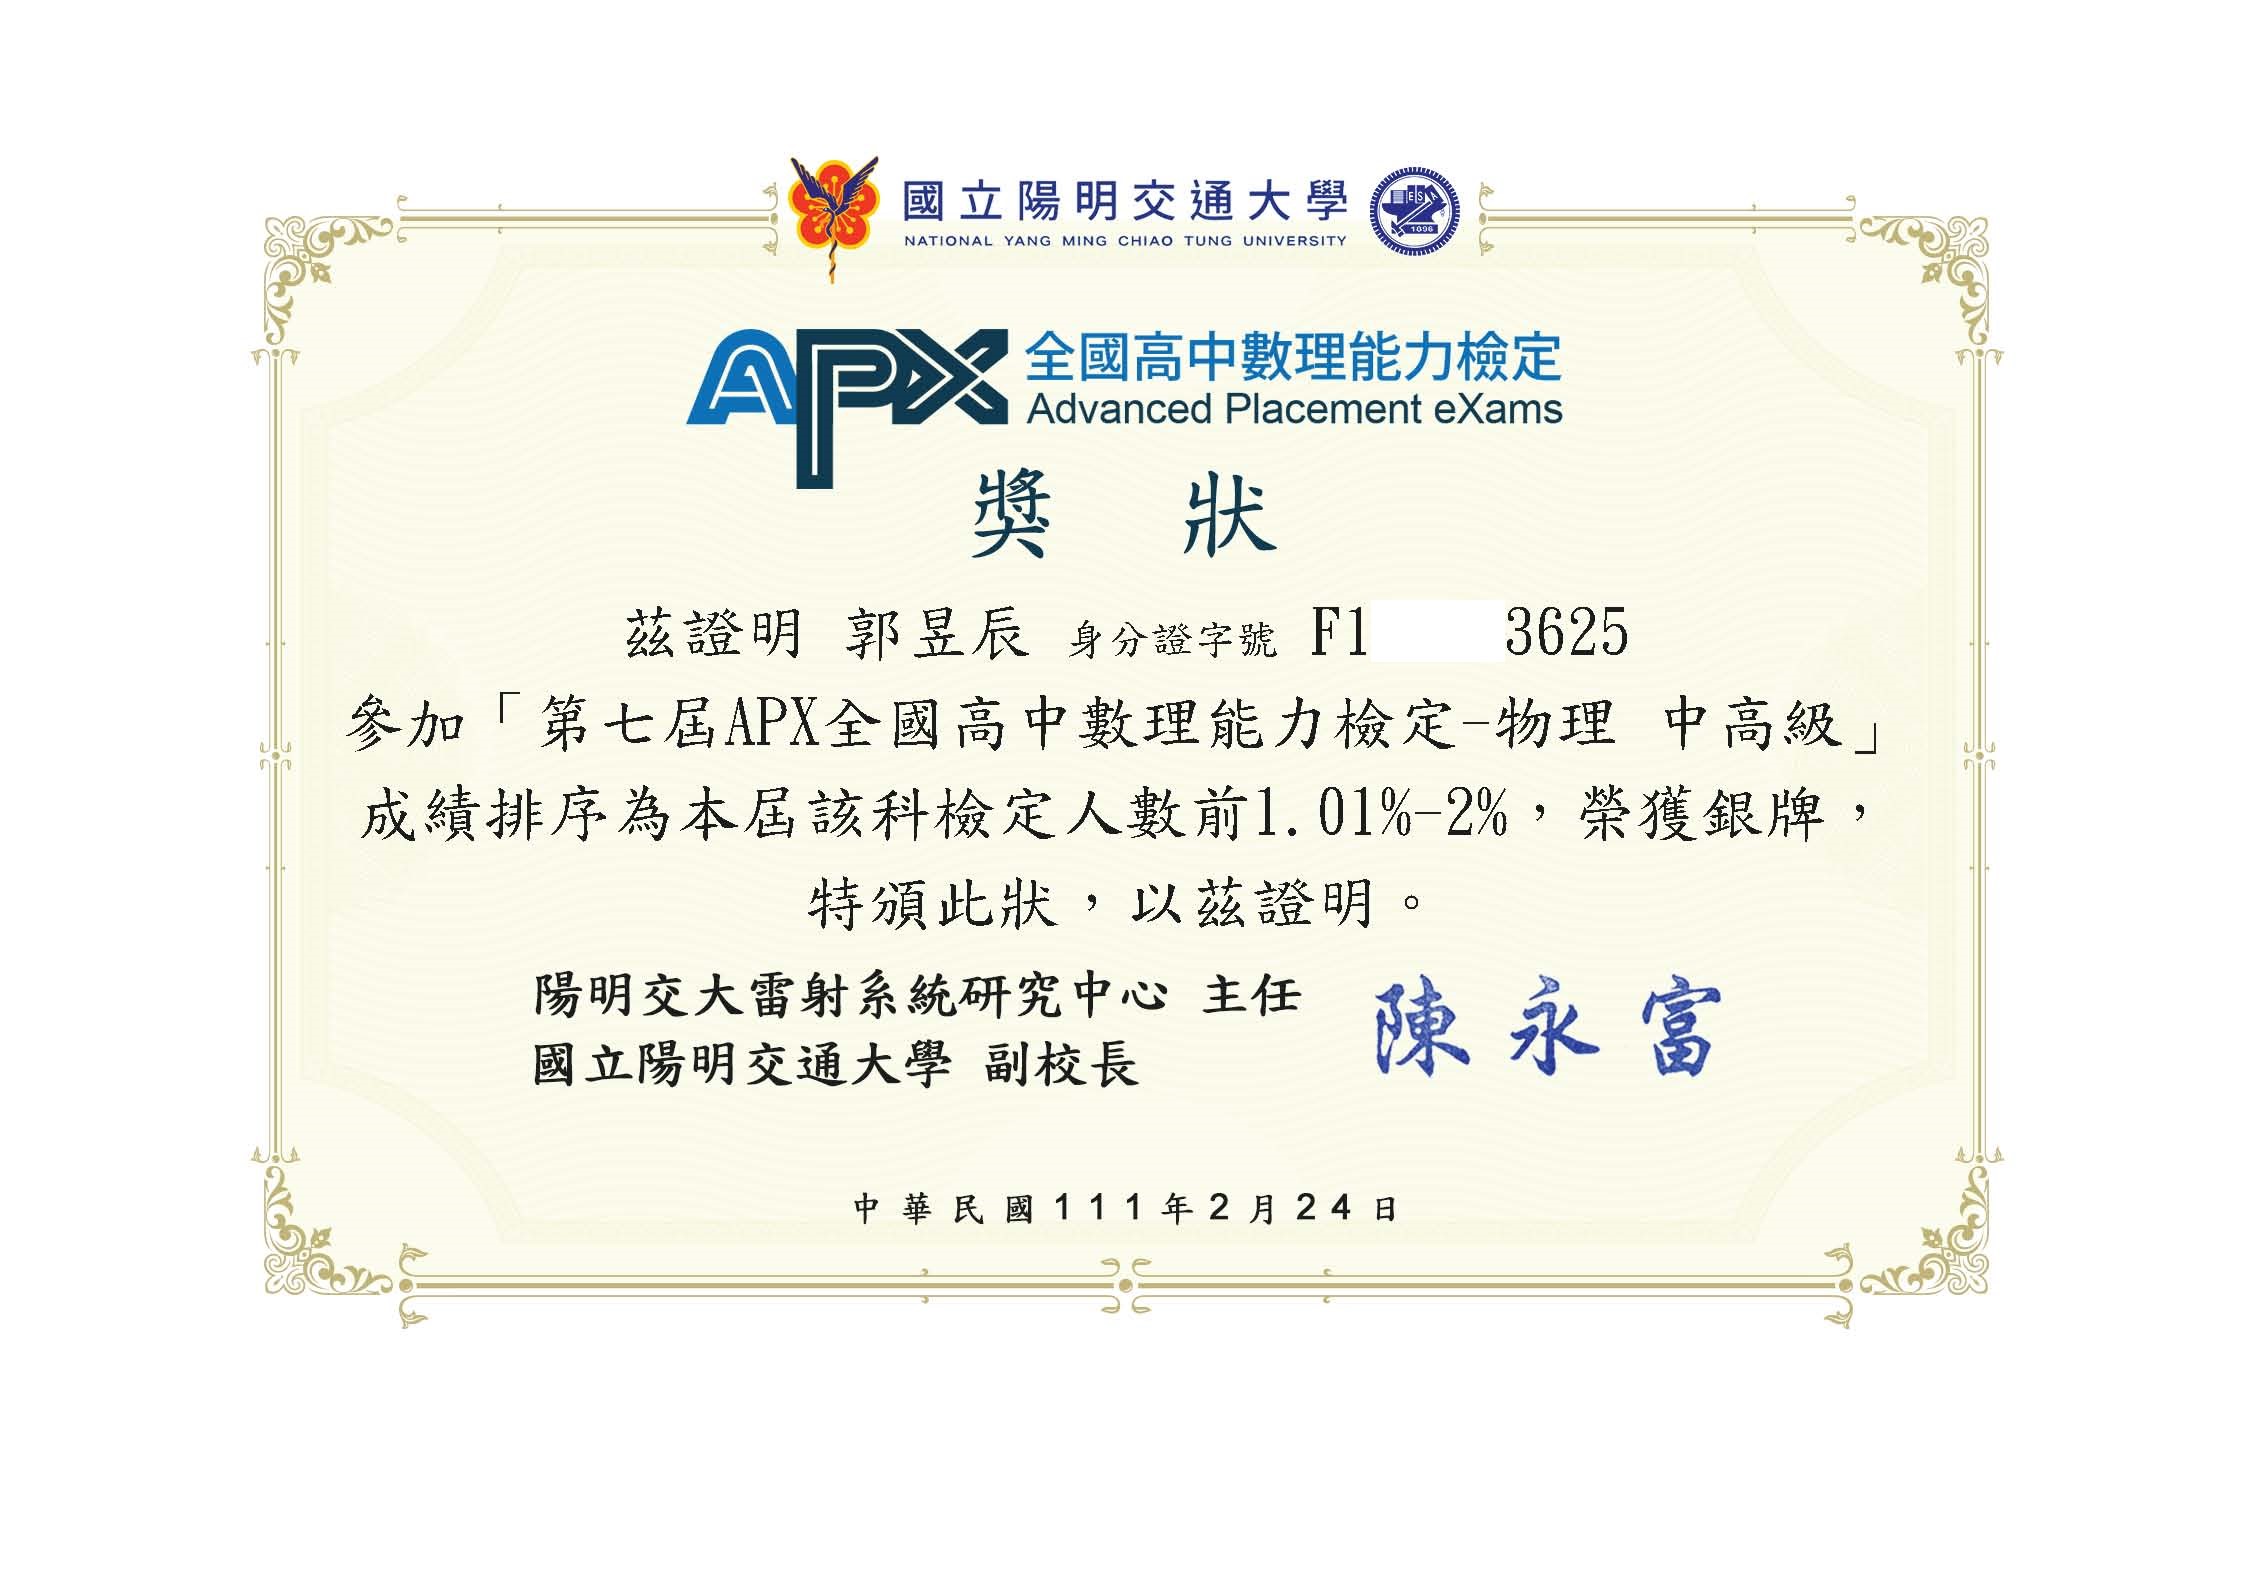 國立陽明交通大學
NATIONAL YANG MING CHIAO TUNG UNIVERSITY
ESA
1896
APX
全國高中數理能力檢定
Advanced Placement eXams
獎 狀
茲證明 郭昱辰 身分證字號 F1 3625
參加「第七屆APX全國高中數理能力檢定-物理 中高級」
成績排序為本屆該科檢定人數前1.01%-2%，榮獲銀牌，
特頒此狀，以茲證明。
陽明交大雷射系統研究中心 主任
國立陽明交通大學 副校長
陳永富
中華民國111年2月24日